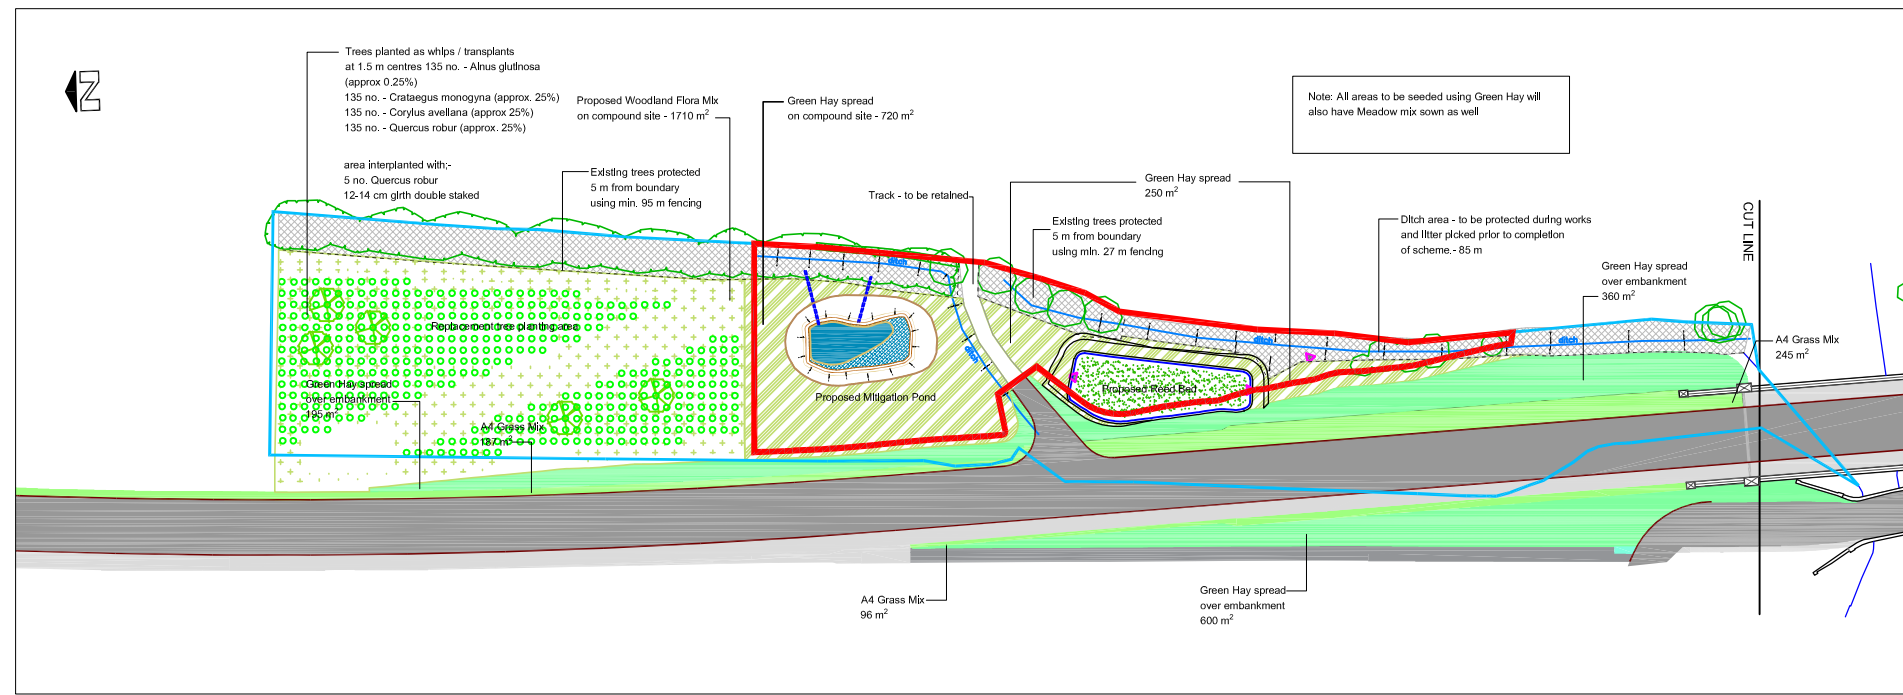 Trees planted as whips / transplants
at 1.5 m centres 135 no. - Alnus glutinosa
(approx 0.25%)
135 no. - Crataegus monogyna (approx. 25%)
135 no. - Corylus avellana (approx 25%)
135 no. - Quercus robur (approx. 25%)
area interplanted with;-
5 no. Quercus robur
12-14 cm girth double staked
N
Proposed Woodland Flora Mix
on compound site - 1710 m²
Existing trees protected
5 m from boundary
using min. 95 m fencing
Green Hay spread
on compound site - 720 m²
Track - to be retained
Green Hay spread
250 m²
Existing trees protected
5 m from boundary
using min. 27 m fencing
Note: All areas to be seeded using Green Hay will
also have Meadow mix sown as well
Ditch area - to be protected during works
and litter picked prior to completion
of scheme.- 85 m
Green Hay spread
over embankment
360 m²
CUT LINE
A4 Grass Mix
245 m²
ditch
ditch
ditch
ditch
Replacement tree planting area
Green Hay spread
over embankment
195 m²
A4 Grass Mix
187 m²
Proposed Mitigation Pond
Proposed Reed Bed
A4 Grass Mix
96 m²
Green Hay spread
over embankment
600 m²